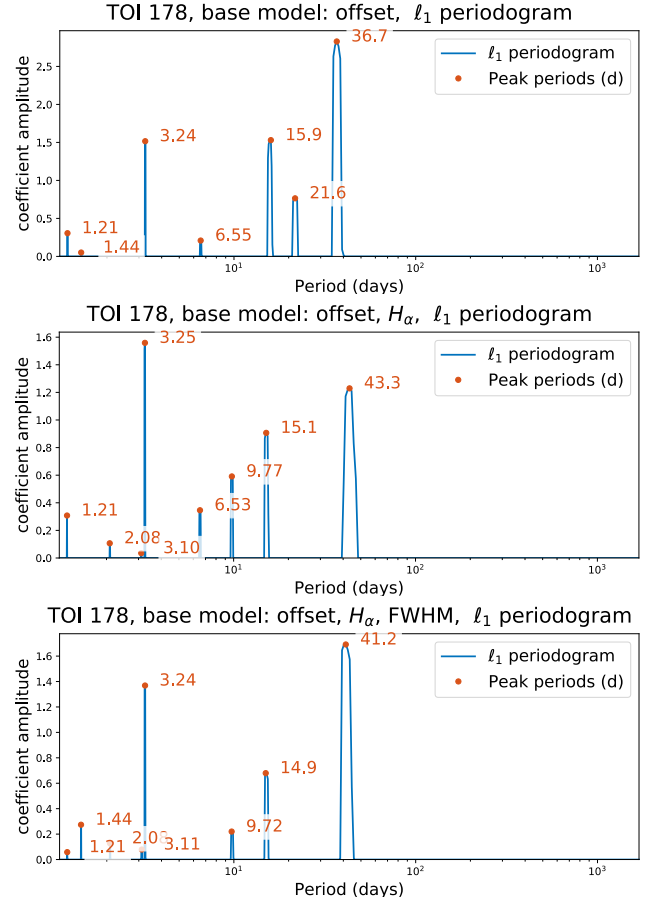 TOI 178, base model: offset, ℓ₁ periodogram
coefficient amplitude
2.5
2.0
1.5
1.0
0.5
0.0
36.7
3.24
15.9
21.6
1.21
6.55
1.44
ℓ₁ periodogram
Peak periods (d)
10¹ 10² 10³
Period (days)
TOI 178, base model: offset, Hα, ℓ₁ periodogram
coefficient amplitude
1.6
1.4
1.2
1.0
0.8
0.6
0.4
0.2
0.0
3.25
43.3
15.1
9.77
6.53
1.21
2.08
3.10
ℓ₁ periodogram
Peak periods (d)
10¹ 10² 10³
Period (days)
TOI 178, base model: offset, Hα, FWHM, ℓ₁ periodogram
coefficient amplitude
1.6
1.4
1.2
1.0
0.8
0.6
0.4
0.2
0.0
41.2
3.24
14.9
1.44
9.72
2.08
1.21
3.11
ℓ₁ periodogram
Peak periods (d)
10¹ 10² 10³
Period (days)